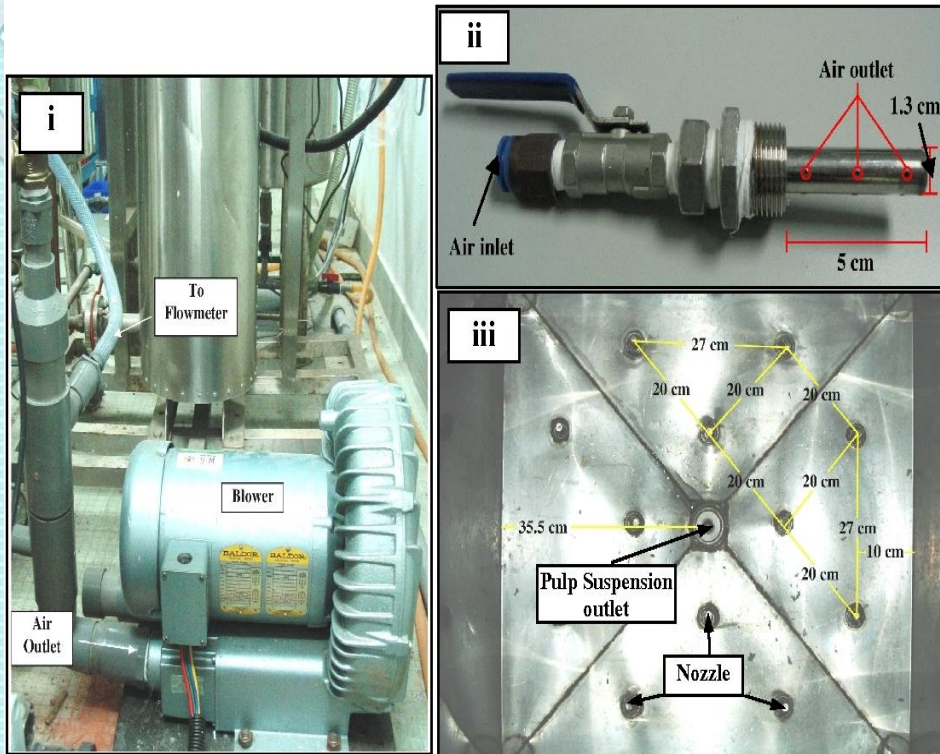 i
To
Flowmeter
Blower
BALDOR
BALDOR
Air
Outlet
ii
Air outlet
1.3 cm
Air inlet
5 cm
iii
27 cm
20 cm
20 cm
20 cm
20 cm
20 cm
35.5 cm
27 cm
10 cm
20 cm
Pulp Suspension
outlet
Nozzle